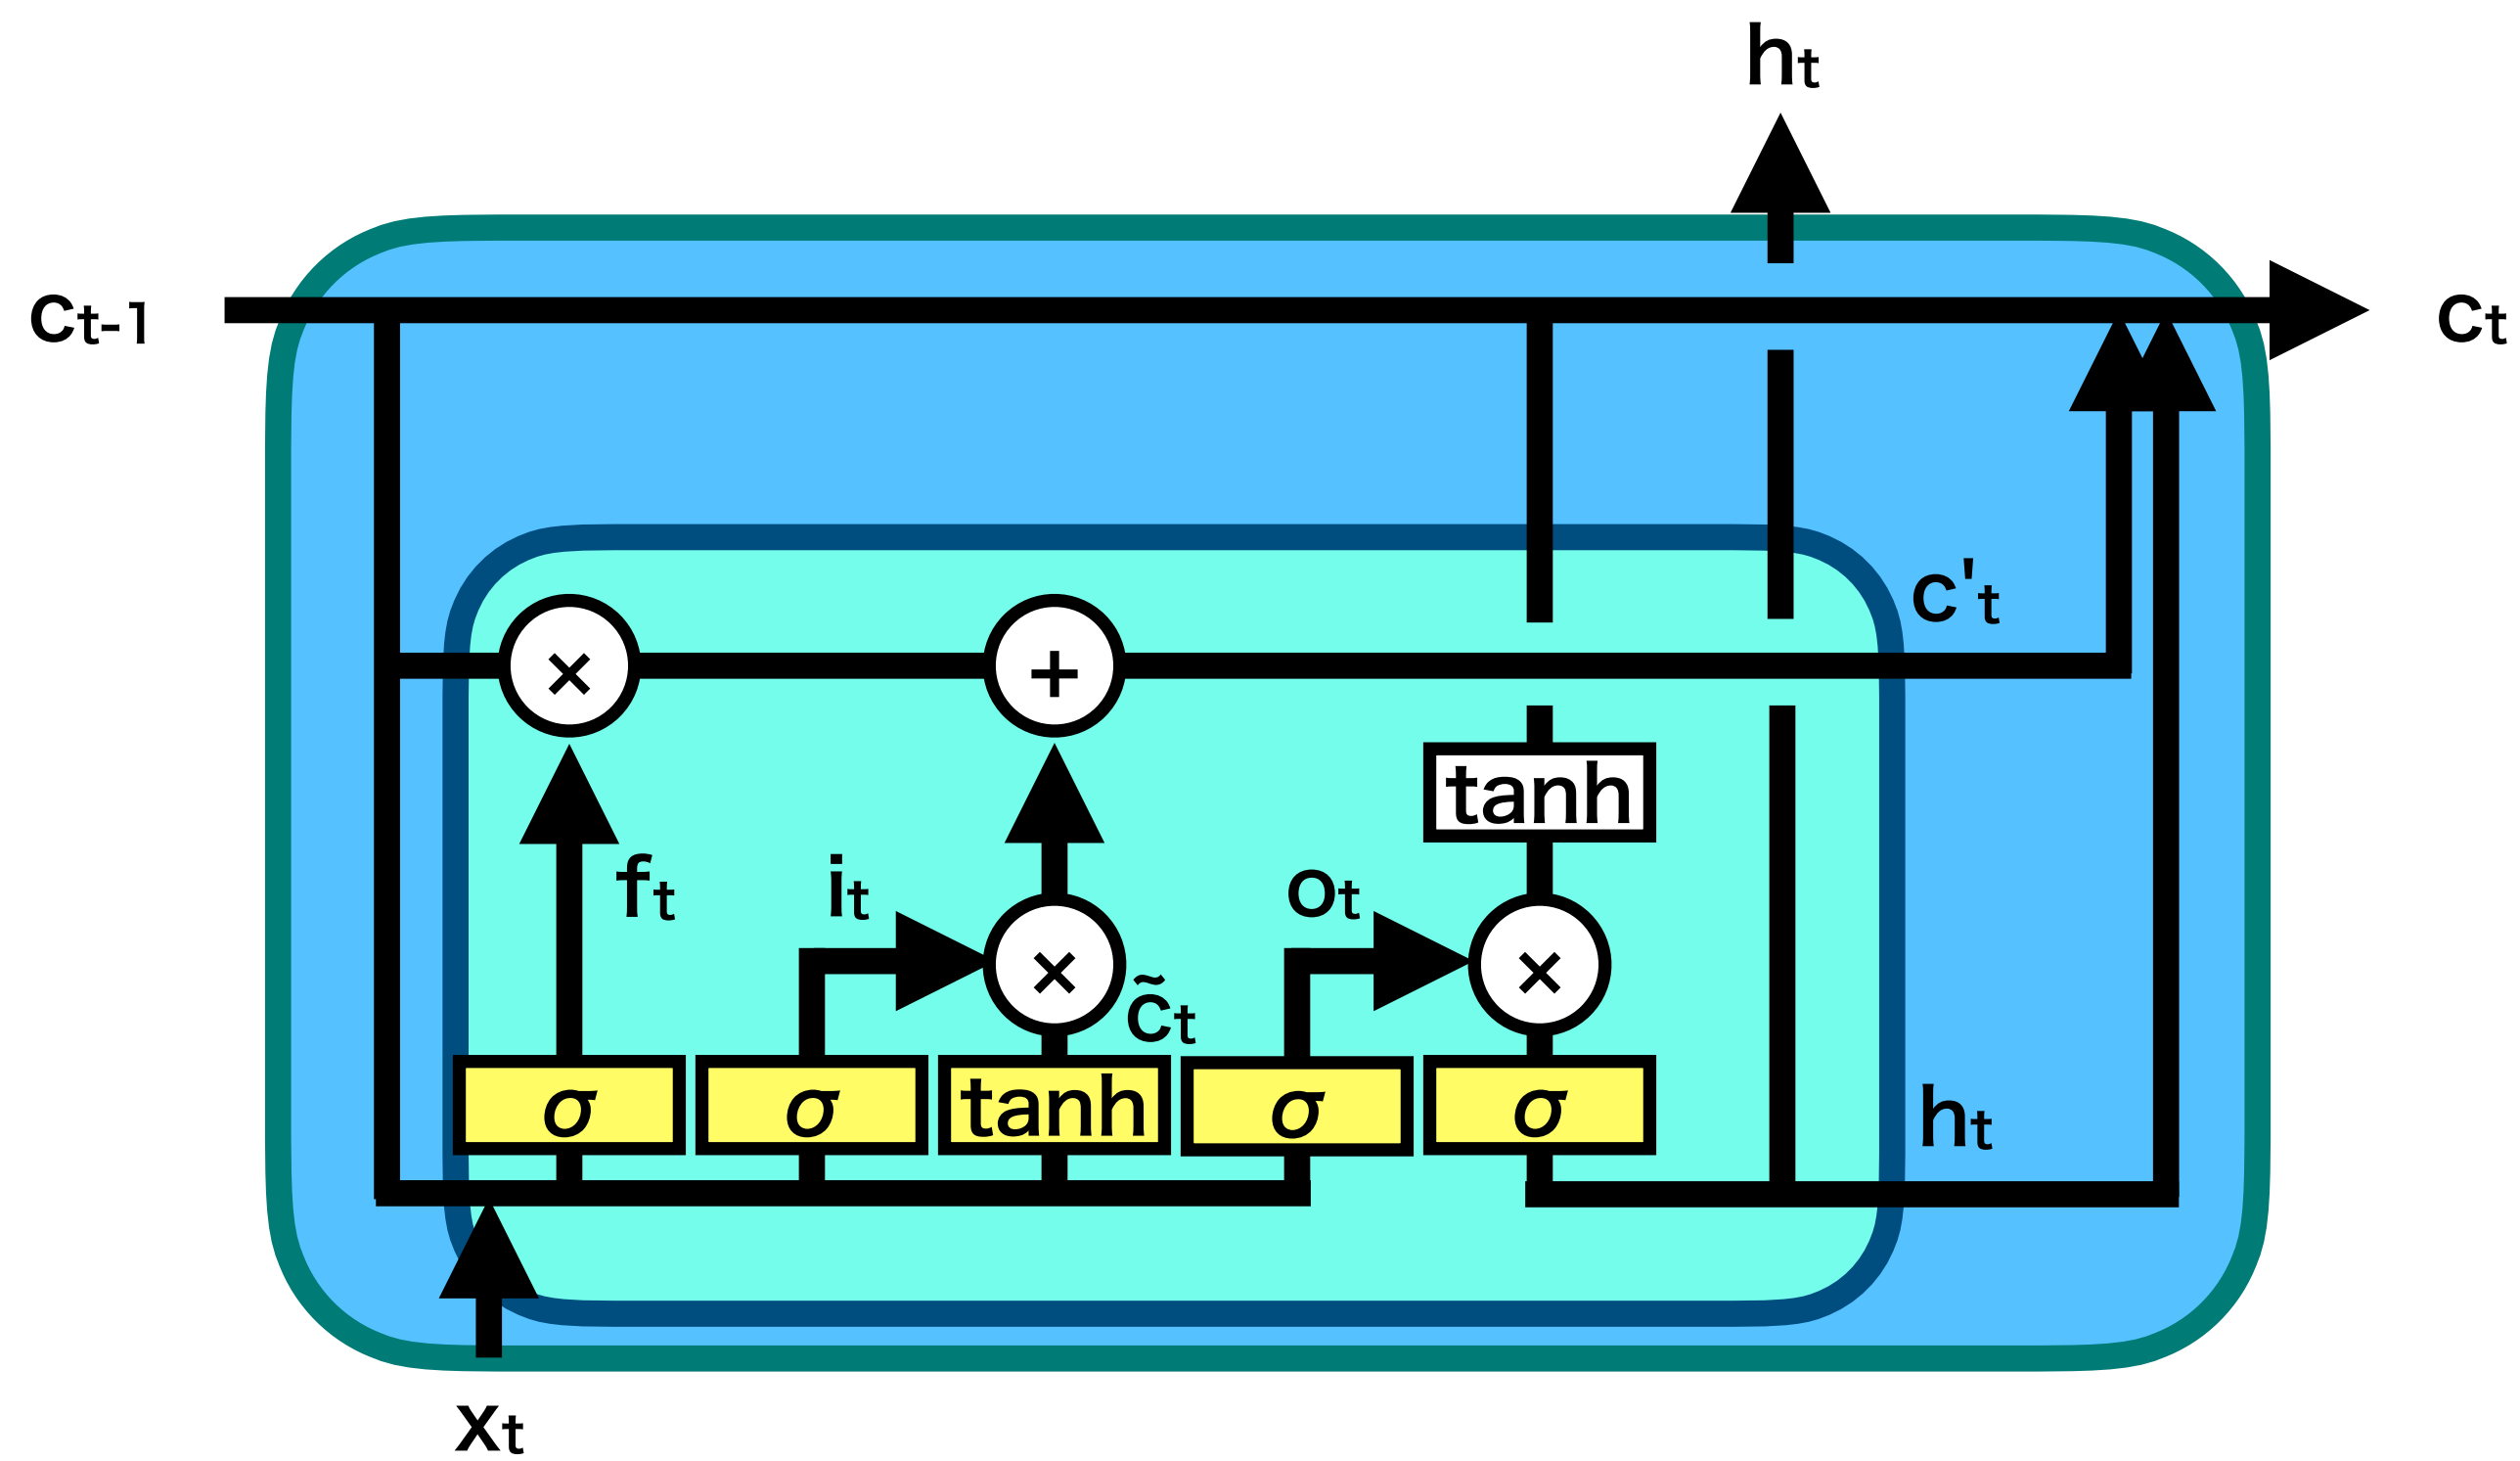 ht
Ct-1
Ct
C't
×
+
tanh
ft
it
ot
×
×
C̃t
σ
σ
tanh
σ
σ
ht
xt